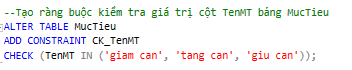 --Tạo ràng buộc kiểm tra giá trị cột TenMT bảng MucTieu
ALTER TABLE MucTieu
ADD CONSTRAINT CK_TenMT
CHECK (TenMT IN ('giam can', 'tang can', 'giu can'));